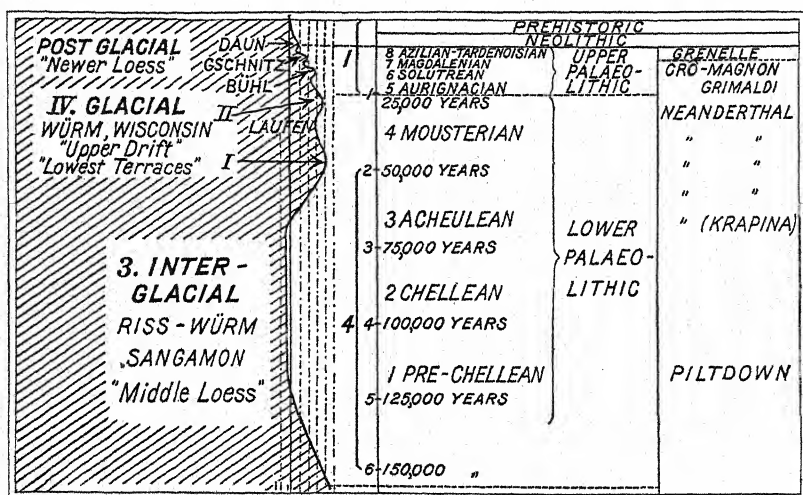 PREHISTORIC
NEOLITHIC
POST GLACIAL
"Newer Loess"
DAUN
GSCHNITZ
BÜHL
IV. GLACIAL
WÜRM, WISCONSIN
"Upper Drift"
"Lowest Terraces"
II
LAUFEN
I
3. INTER-
GLACIAL
RISS-WÜRM
SANGAMON
"Middle Loess"
1
4
8 AZILIAN-TARDENOISIAN
7 MAGDALENIAN
6 SOLUTREAN
5 AURIGNACIAN
1-25,000 YEARS
4 MOUSTERIAN
2-50,000 YEARS
3 ACHEULEAN
3-75,000 YEARS
2 CHELLEAN
4-100,000 YEARS
1 PRE-CHELLEAN
5-125,000 YEARS
6-150,000 "
UPPER
PALAEO-
LITHIC
LOWER
PALAEO-
LITHIC
GRENELLE
CRÔ-MAGNON
GRIMALDI
NEANDERTHAL
" "
" "
" "
" (KRAPINA)
PILTDOWN